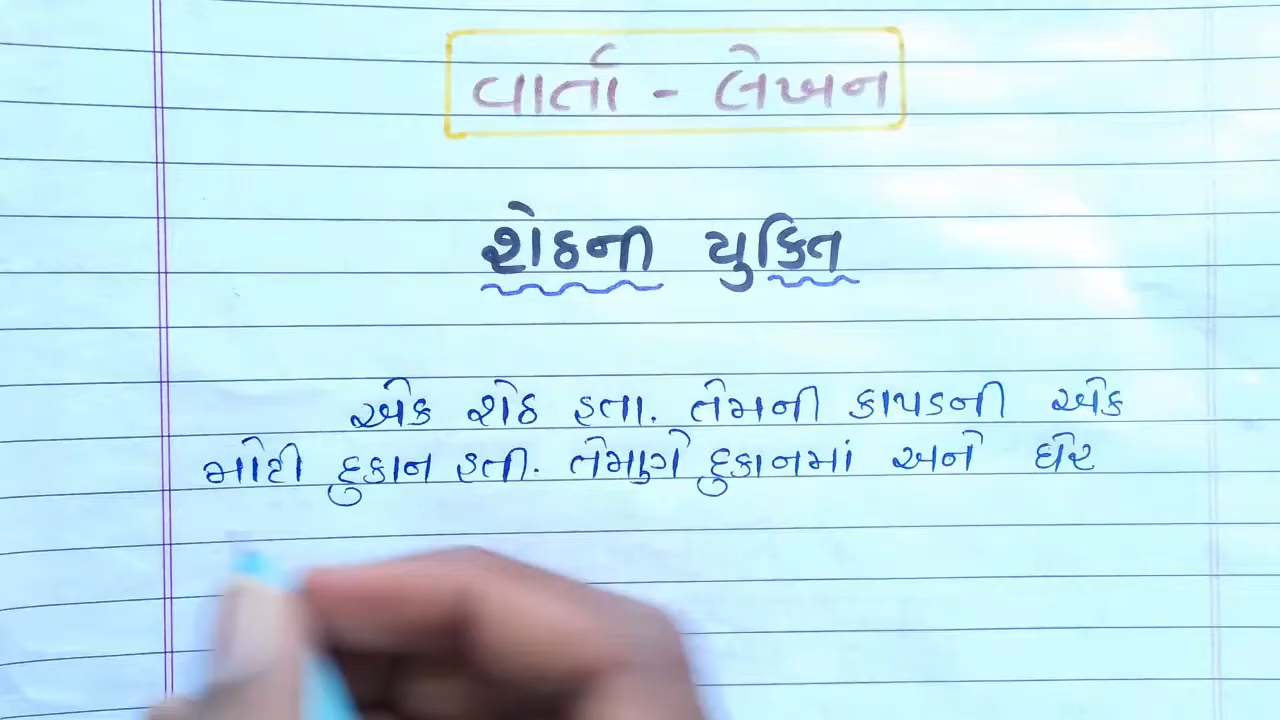 વાર્તા - લેખન
શેઠની યુક્તિ
એક શેઠ હતા. તેમની કાપડની એક
મોટી દુકાન હતી. તેમણે દુકાનમાં અને ઘેર